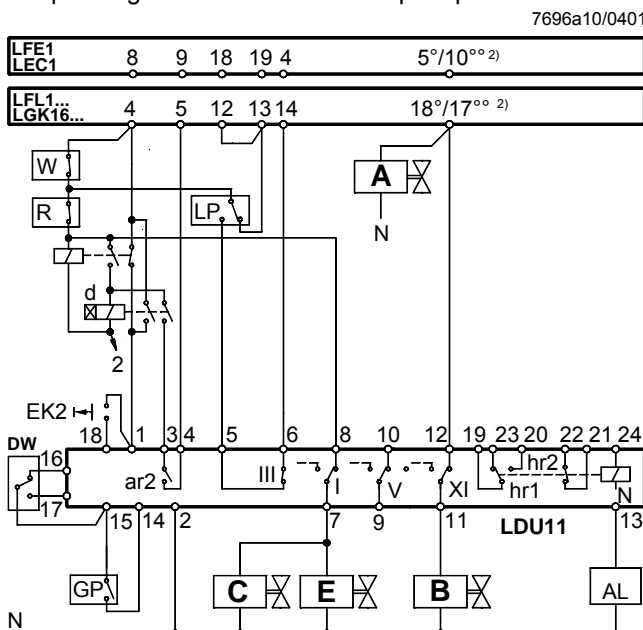 7696a10/0401
LFE1
LEC1 8 9 18 19 4 5°/10°° 2)
LFL1...
LGK16... 4 5 12 13 14 18°/17°° 2)
W
A
R LP
N
d
2
EK2
18 1 3 4 5 6 8 10 12 19 23 20 22 21 24
DW
16
ar2 III I V XI hr1 hr2 N
17
15 14 2 7 9 11 LDU11 13
GP C E B AL
N